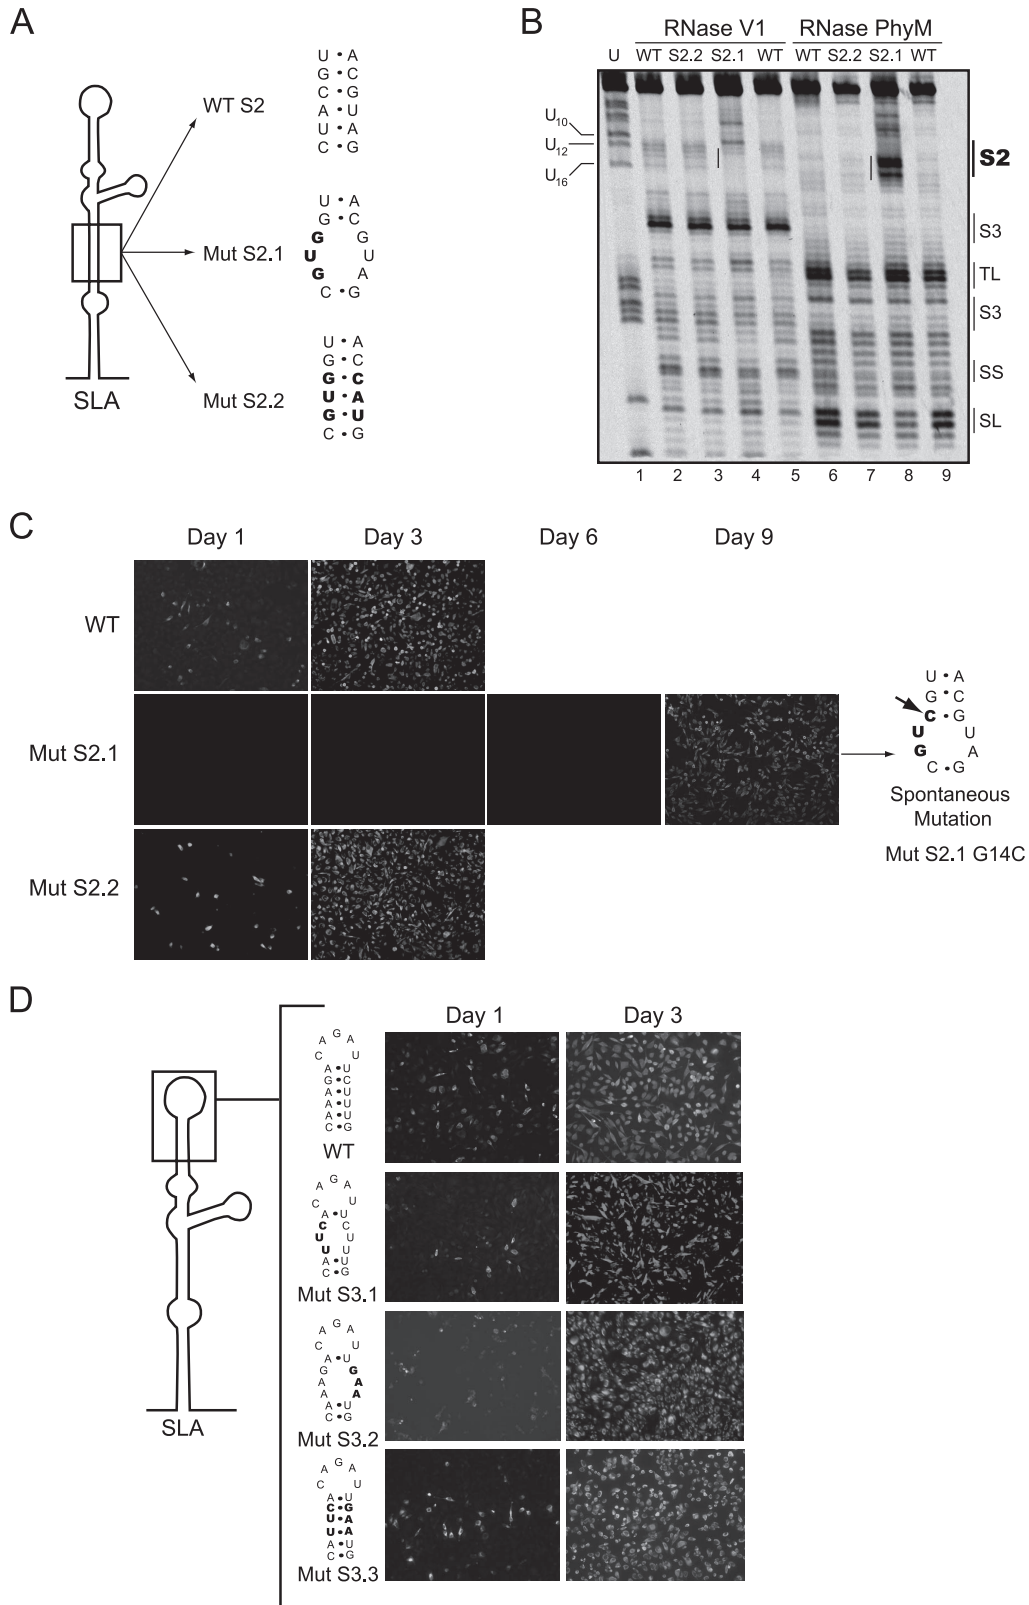 A
WT S2
U • A
G • C
C • G
A • U
U • A
C • G
Mut S2.1
U • A
G • C
G G
U U
G A
C • G
Mut S2.2
U • A
G • C
G • C
U • A
G • U
C • G
SLA
B
RNase V1 RNase PhyM
U WT S2.2 S2.1 WT WT S2.2 S2.1 WT
U10
U12
U16
S2
S3
TL
S3
SS
SL
1 2 3 4 5 6 7 8 9
C
Day 1 Day 3 Day 6 Day 9
WT
Mut S2.1
Mut S2.2
U • A
G • C
C • G
U U
G A
C • G
Spontaneous
Mutation
Mut S2.1 G14C
D
SLA
Day 1 Day 3
G
A A
C U
A • U
G • C
A • U
A • U
A • U
C • G
WT
G
A A
C U
A • U
C C
U U
U U
A • U
C • G
Mut S3.1
G
A A
C U
A • U
G G
A A
A A
A • U
C • G
Mut S3.2
G
A A
C U
A • U
C • G
U • A
U • A
A • U
C • G
Mut S3.3